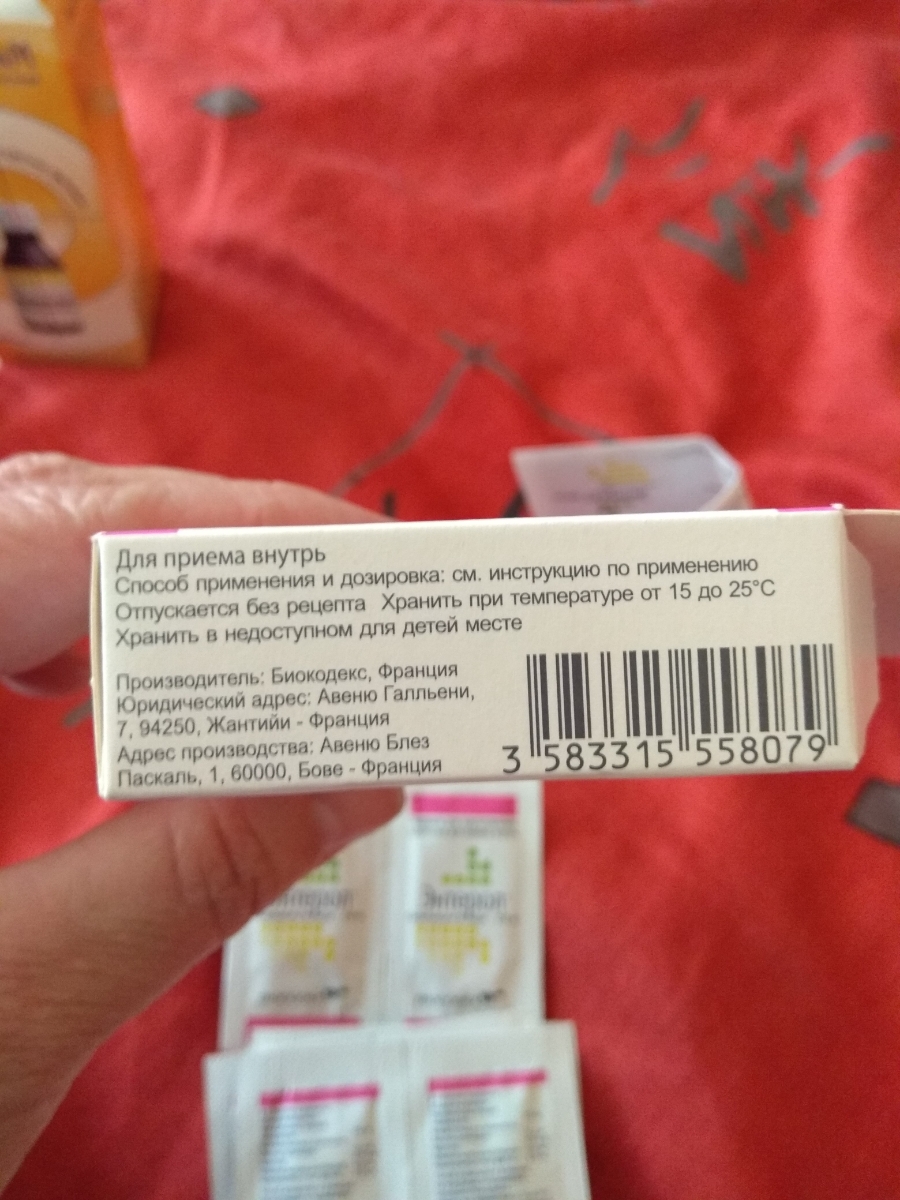 Для приема внутрь
Способ применения и дозировка: см. инструкцию по применению
Отпускается без рецепта Хранить при температуре от 15 до 25°C
Хранить в недоступном для детей месте
Производитель: Биокодекс, Франция
Юридический адрес: Авеню Галльени,
7, 94250, Жантийи - Франция
Адрес производства: Авеню Блез
Паскаль, 1, 60000, Бове - Франция
3 583315 558079
Энтерол